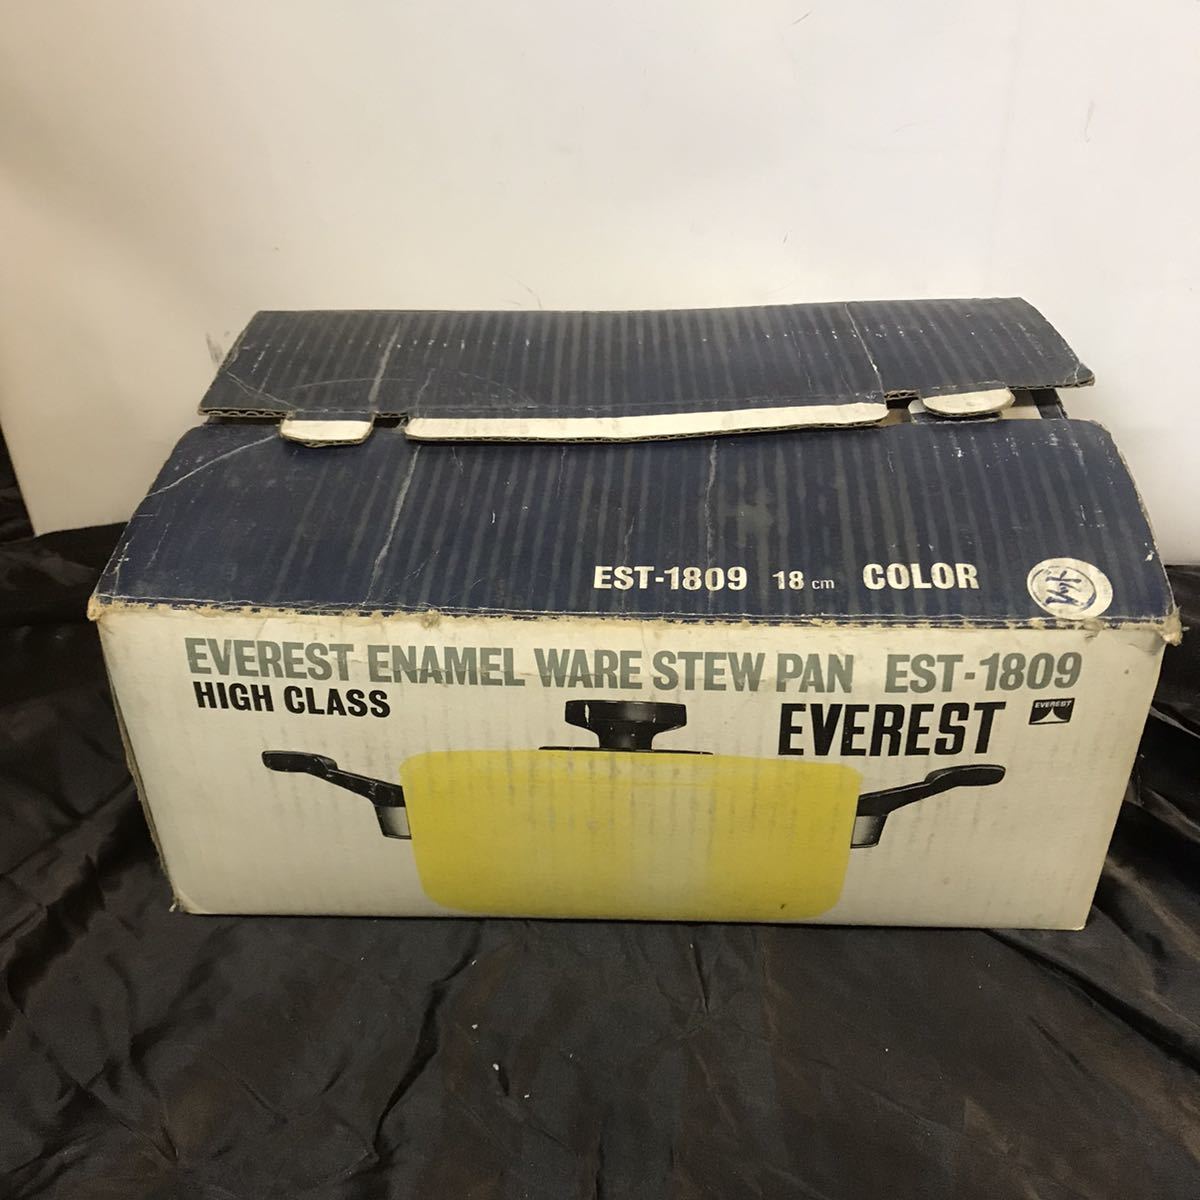 EST-1809 18 cm COLOR
EVEREST ENAMEL WARE STEW PAN EST-1809
HIGH CLASS
EVEREST
EVEREST